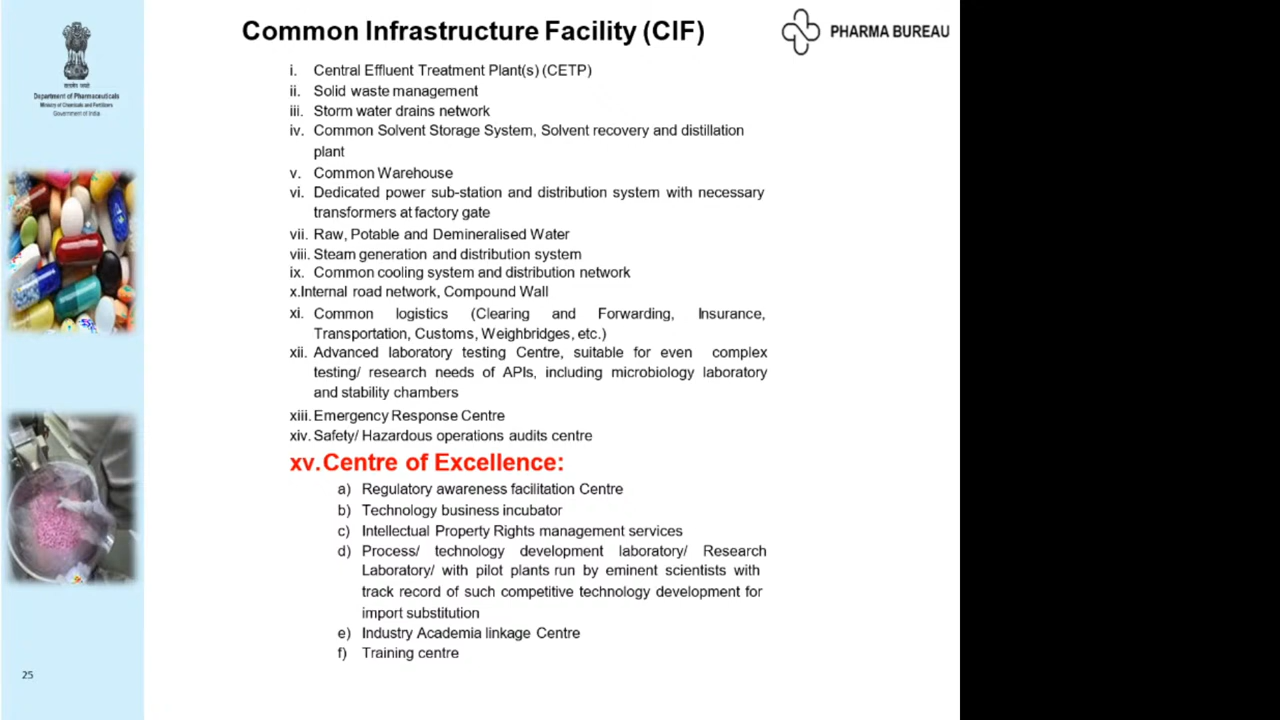 Common Infrastructure Facility (CIF)
PHARMA BUREAU
Department of Pharmaceuticals
Ministry of Chemicals and Fertilizers
Government of India
i. Central Effluent Treatment Plant(s) (CETP)
ii. Solid waste management
iii. Storm water drains network
iv. Common Solvent Storage System, Solvent recovery and distillation
plant
v. Common Warehouse
vi. Dedicated power sub-station and distribution system with necessary
transformers at factory gate
vii. Raw, Potable and Demineralised Water
viii. Steam generation and distribution system
ix. Common cooling system and distribution network
x.Internal road network, Compound Wall
xi. Common logistics (Clearing and Forwarding, Insurance,
Transportation, Customs, Weighbridges, etc.)
xii. Advanced laboratory testing Centre, suitable for even complex
testing/ research needs of APIs, including microbiology laboratory
and stability chambers
xiii. Emergency Response Centre
xiv. Safety/ Hazardous operations audits centre
xv. Centre of Excellence:
a) Regulatory awareness facilitation Centre
b) Technology business incubator
c) Intellectual Property Rights management services
d) Process/ technology development laboratory/ Research
Laboratory/ with pilot plants run by eminent scientists with
track record of such competitive technology development for
import substitution
e) Industry Academia linkage Centre
f) Training centre
25